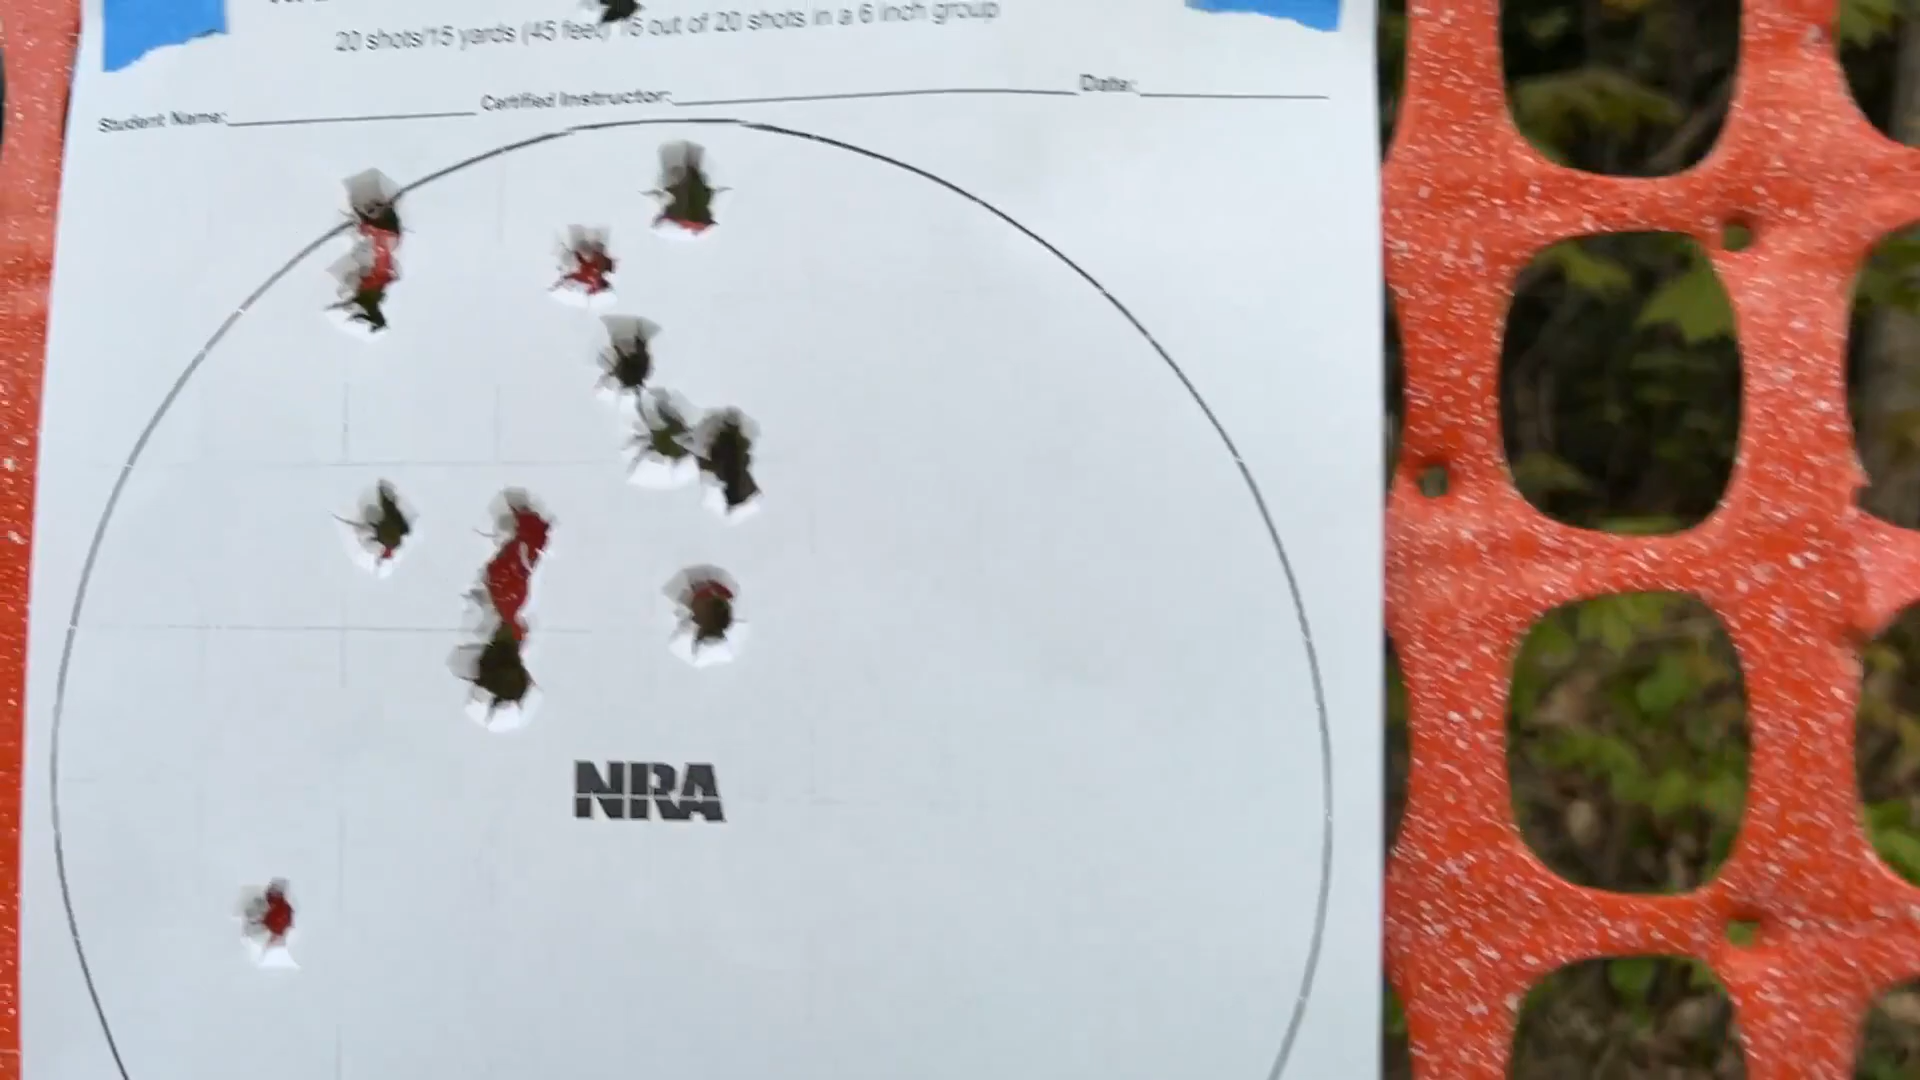 20 shots/15 yards (45 feet) 16 out of 20 shots in a 6 inch group
Student Name: Certified Instructor: Date:
NRA